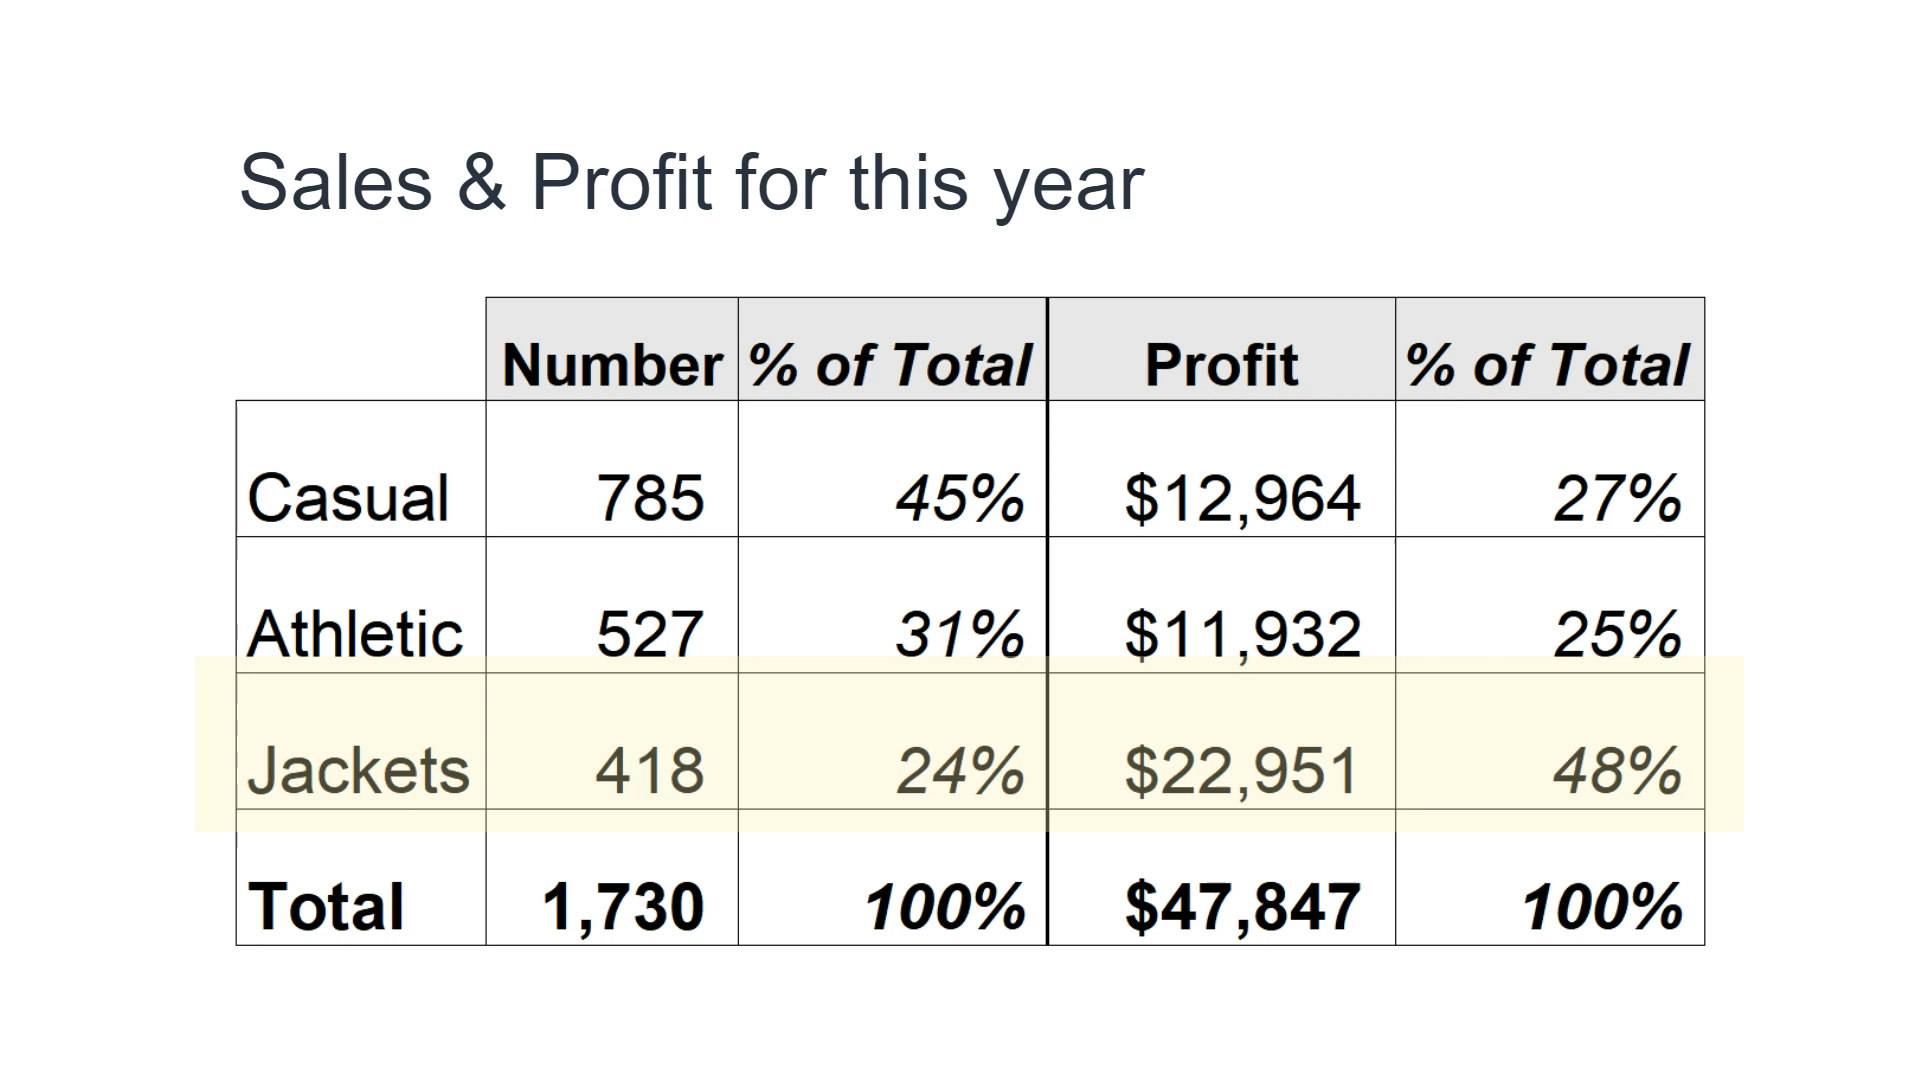 Sales & Profit for this year
Number % of Total Profit % of Total
Casual 785 45% $12,964 27%
Athletic 527 31% $11,932 25%
Jackets 418 24% $22,951 48%
Total 1,730 100% $47,847 100%